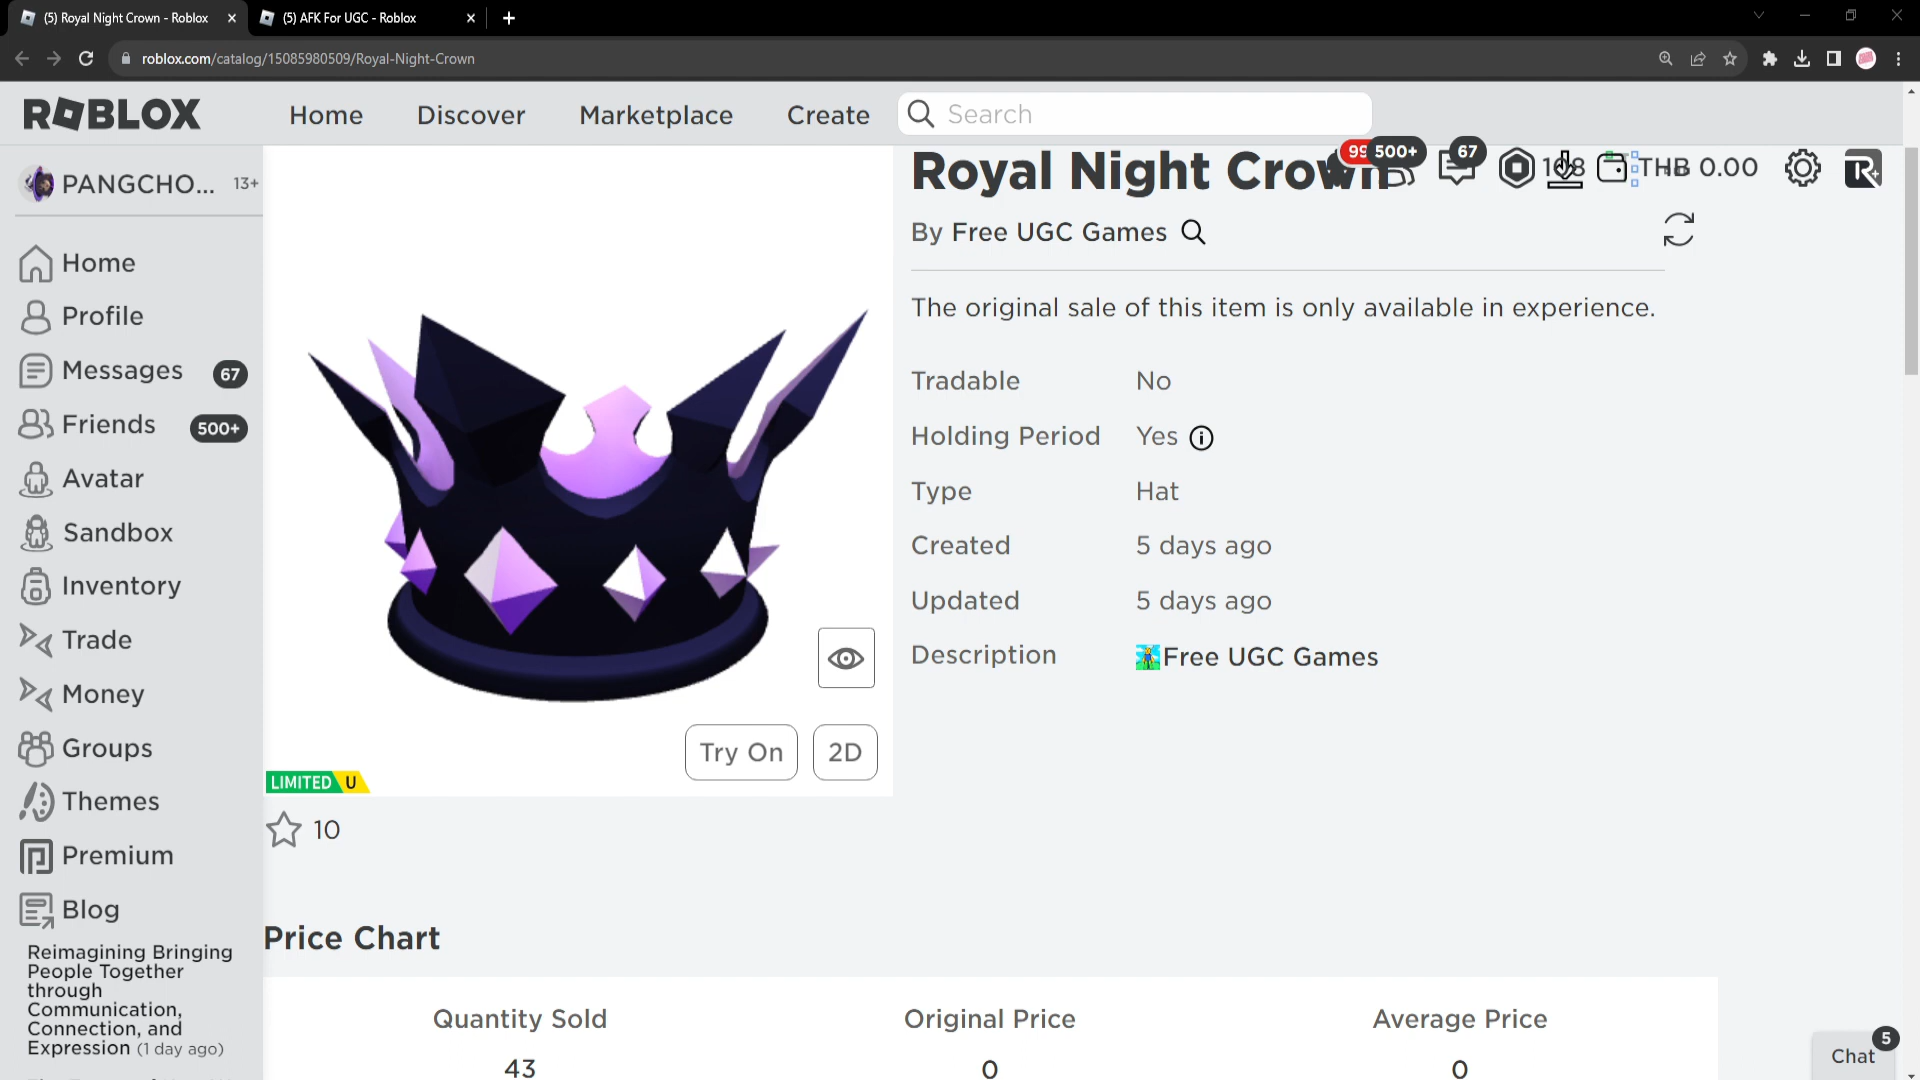 (5) Royal Night Crown - Roblox
(5) AFK For UGC - Roblox
roblox.com/catalog/15085980509/Royal-Night-Crown
ROBLOX
Home
Discover
Marketplace
Create
Search
PANGCHO...
13+
Home
Profile
Messages
67
Friends
500+
Avatar
Sandbox
Inventory
Trade
Money
Groups
Themes
Premium
Blog
Reimagining Bringing
People Together
through
Communication,
Connection, and
Expression (1 day ago)
Royal Night Crown
500+
67
THB 0.00
By Free UGC Games
The original sale of this item is only available in experience.
Tradable No
Holding Period Yes
Type Hat
Created 5 days ago
Updated 5 days ago
Description Free UGC Games
Try On
2D
LIMITED U
10
Price Chart
Quantity Sold
43
Original Price
0
Average Price
0
Chat
5